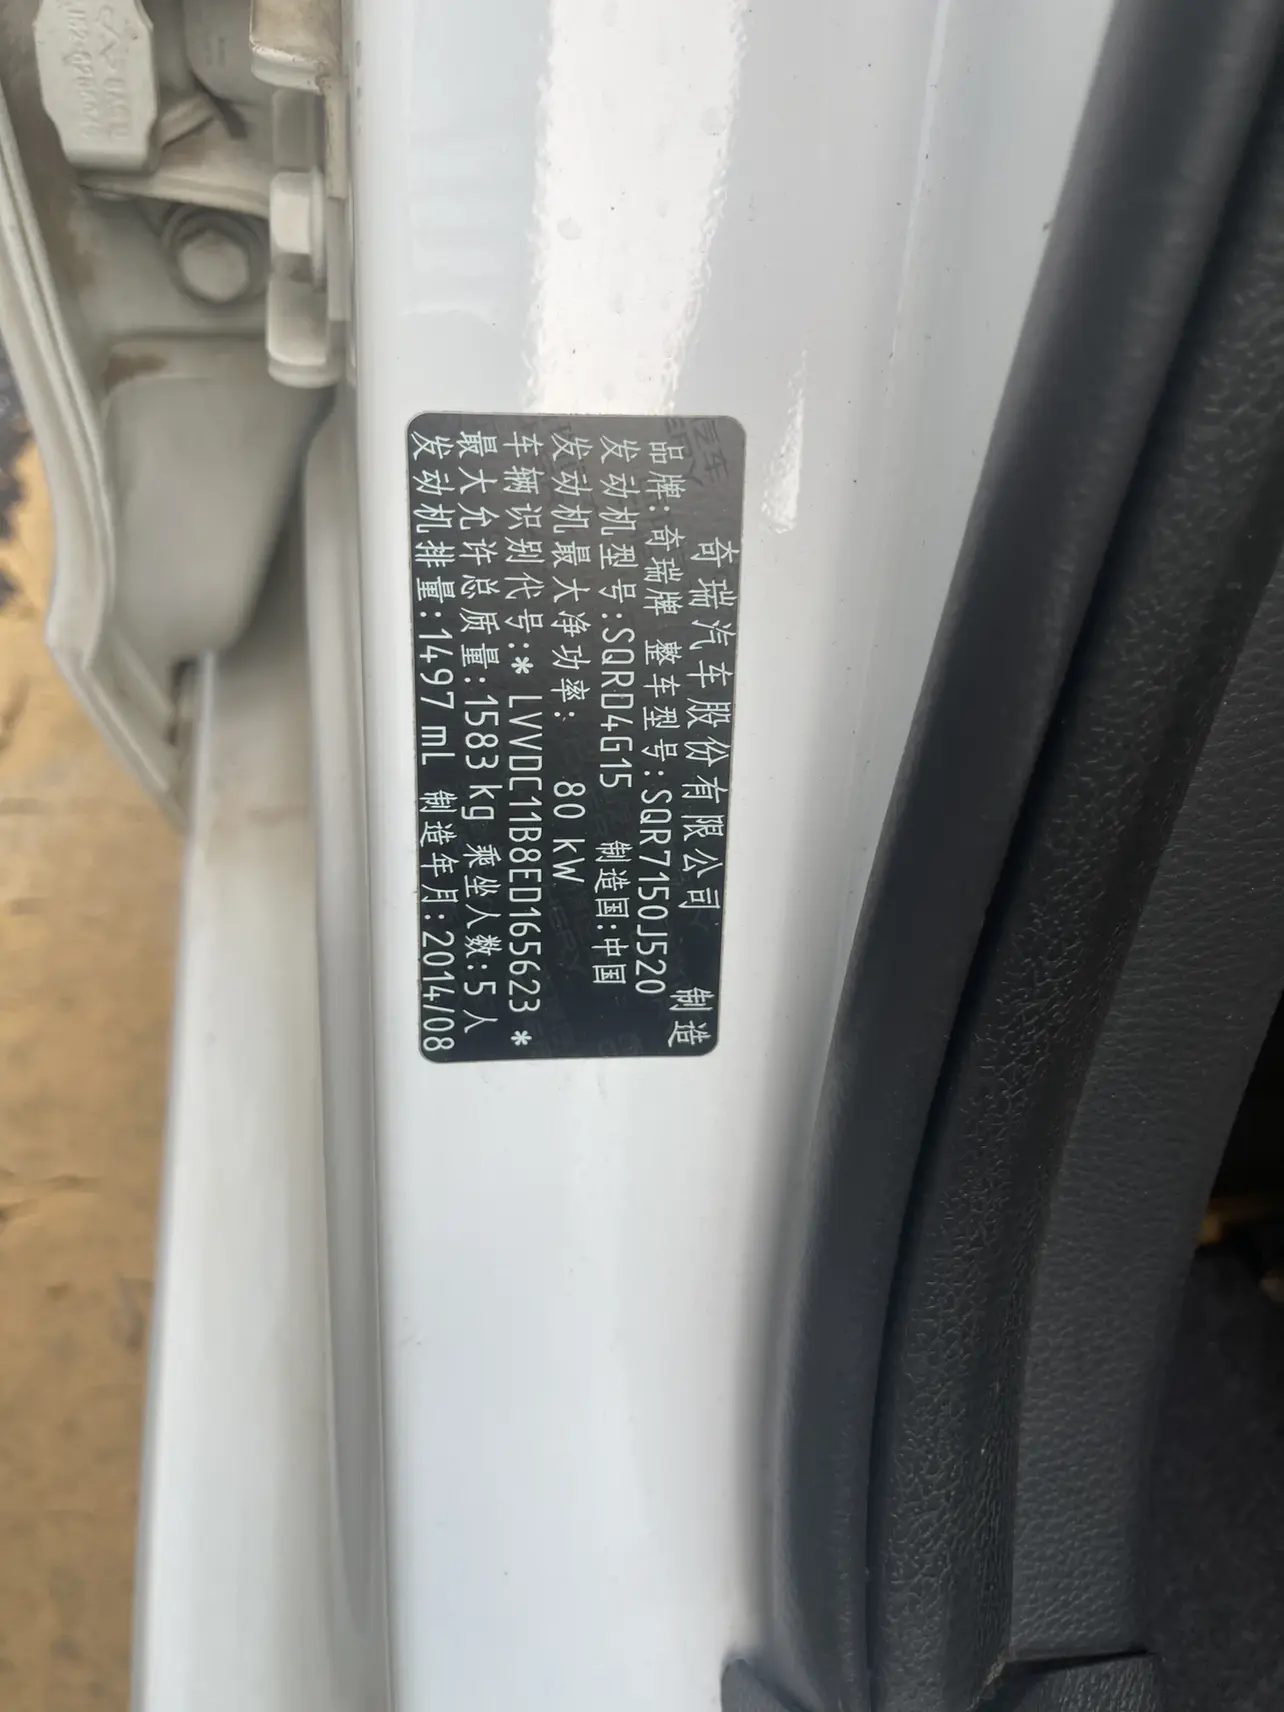 奇瑞汽车股份有限公司 制造
品牌:奇瑞牌 整车型号:SQR7150J520
发动机型号:SQRD4G15 制造国:中国
发动机最大净功率: 80 kW
车辆识别代号:* LVVDC11B8ED165623 *
最大允许总质量:1583 kg 乘坐人数:5 人
发动机排量:1497 mL 制造年月:2014/08